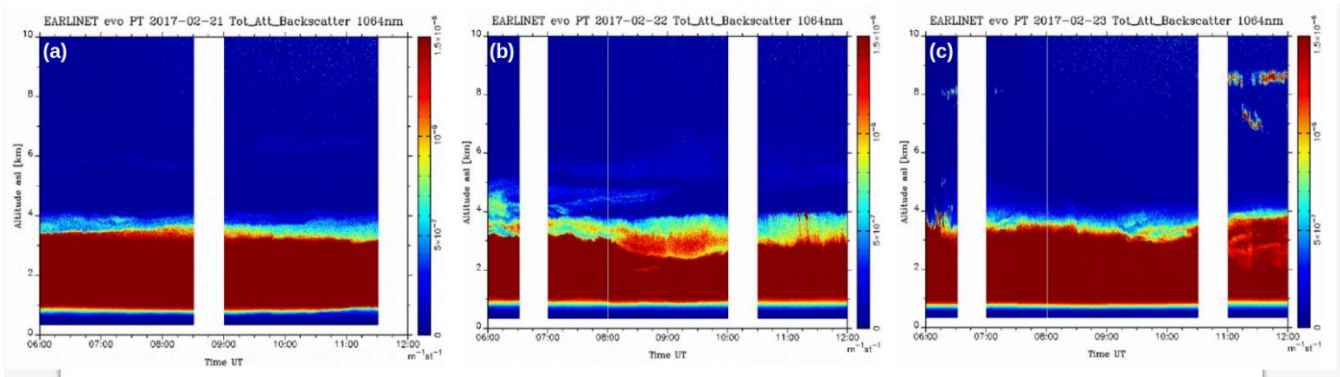 EARLINET evo PT 2017-02-21 Tot_Att_Backscatter 1064nm
(a)
Altitude asl [km]
10
8
6
4
2
0
06:00 07:00 08:00 09:00 10:00 11:00 12:00
Time UT
1.5×10⁻⁶
10⁻⁶
5×10⁻⁷
0
m⁻¹st⁻¹
EARLINET evo PT 2017-02-22 Tot_Att_Backscatter 1064nm
(b)
Altitude asl [km]
10
8
6
4
2
0
06:00 07:00 08:00 09:00 10:00 11:00 12:00
Time UT
1.5×10⁻⁶
10⁻⁶
5×10⁻⁷
0
m⁻¹st⁻¹
EARLINET evo PT 2017-02-23 Tot_Att_Backscatter 1064nm
(c)
Altitude asl [km]
10
8
6
4
2
0
06:00 07:00 08:00 09:00 10:00 11:00 12:00
Time UT
1.5×10⁻⁶
10⁻⁶
5×10⁻⁷
0
m⁻¹st⁻¹